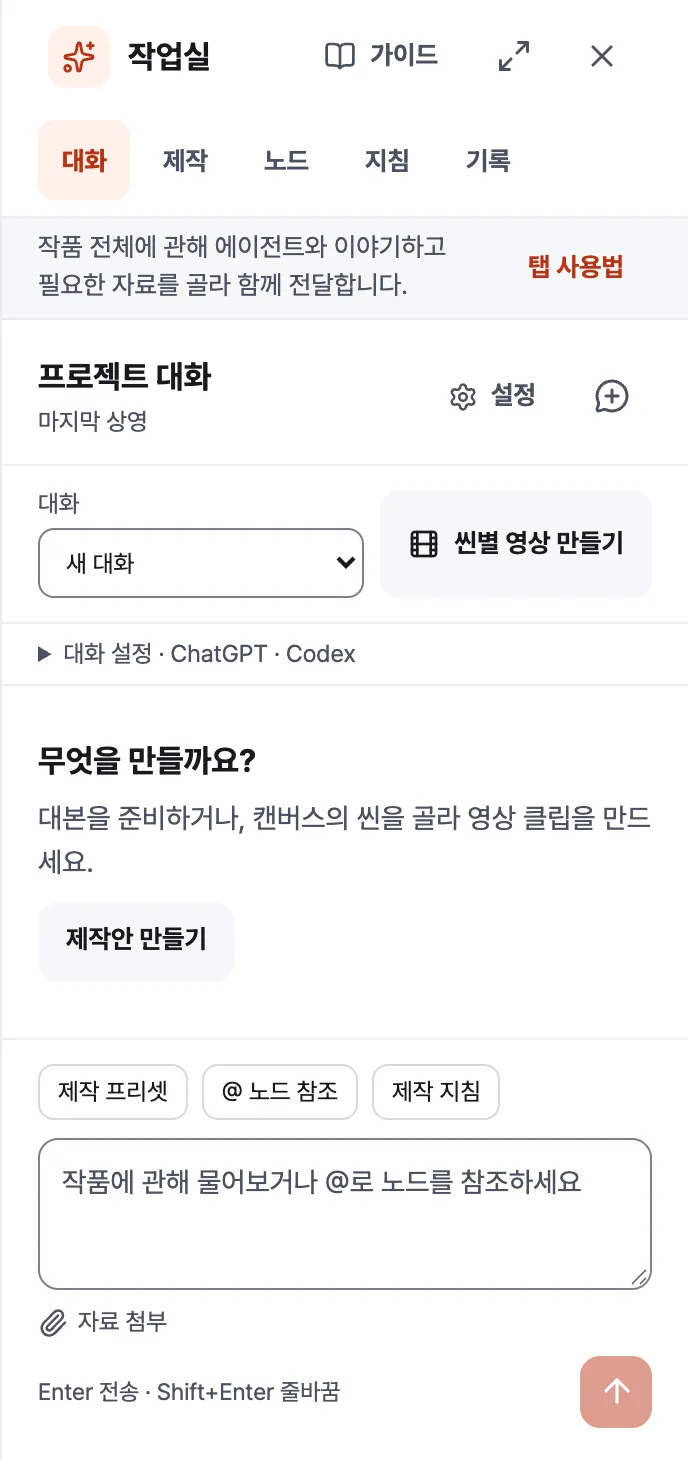 작업실
가이드
대화
제작
노드
지침
기록
작품 전체에 관해 에이전트와 이야기하고
필요한 자료를 골라 함께 전달합니다.
탭 사용법
프로젝트 대화
마지막 상영
설정
대화
새 대화
씬별 영상 만들기
대화 설정 · ChatGPT · Codex
무엇을 만들까요?
대본을 준비하거나, 캔버스의 씬을 골라 영상 클립을 만드
세요.
제작안 만들기
제작 프리셋
@ 노드 참조
제작 지침
작품에 관해 물어보거나 @로 노드를 참조하세요
자료 첨부
Enter 전송 · Shift+Enter 줄바꿈